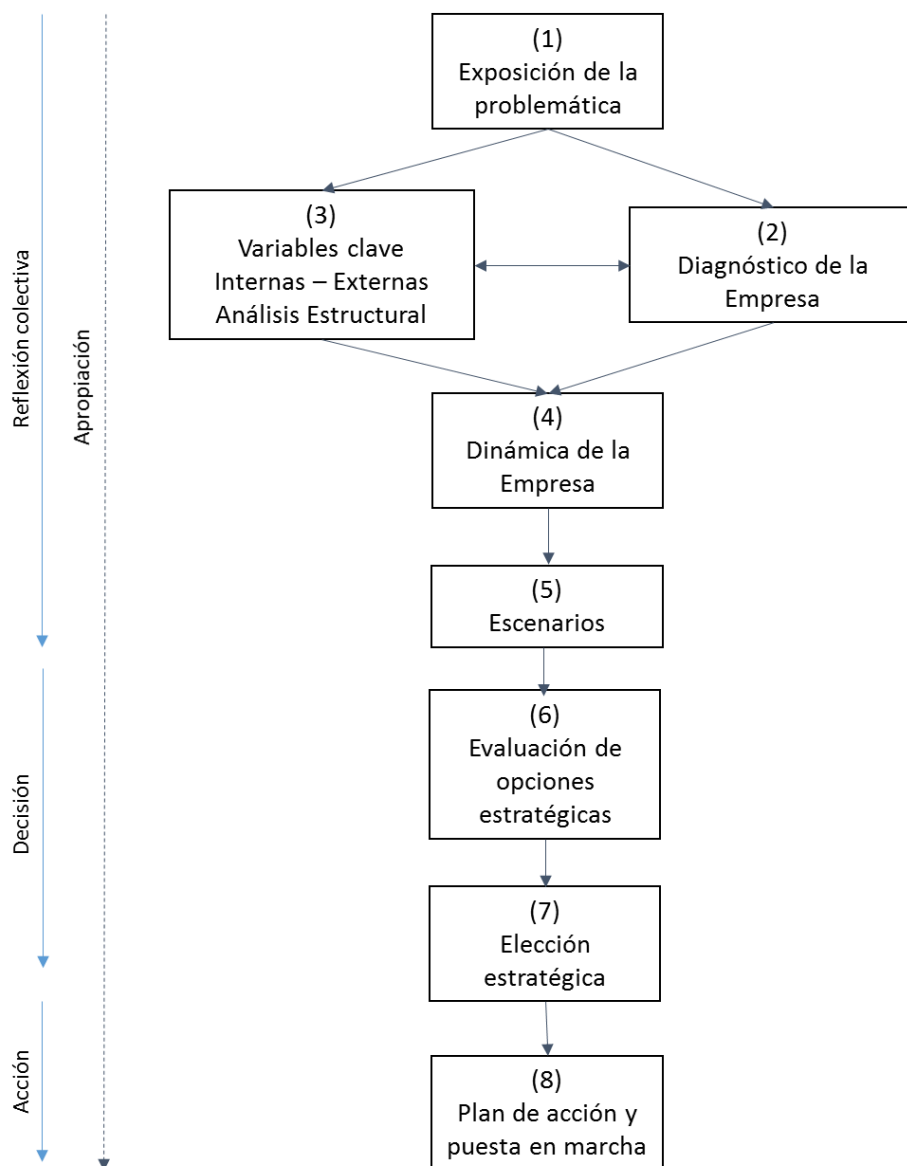 (1)
Exposición de la
problemática
(3)
Variables clave
Internas – Externas
Análisis Estructural
(2)
Diagnóstico de la
Empresa
(4)
Dinámica de la
Empresa
(5)
Escenarios
(6)
Evaluación de
opciones
estratégicas
(7)
Elección
estratégica
(8)
Plan de acción y
puesta en marcha
Reflexión colectiva
Apropiación
Decisión
Acción